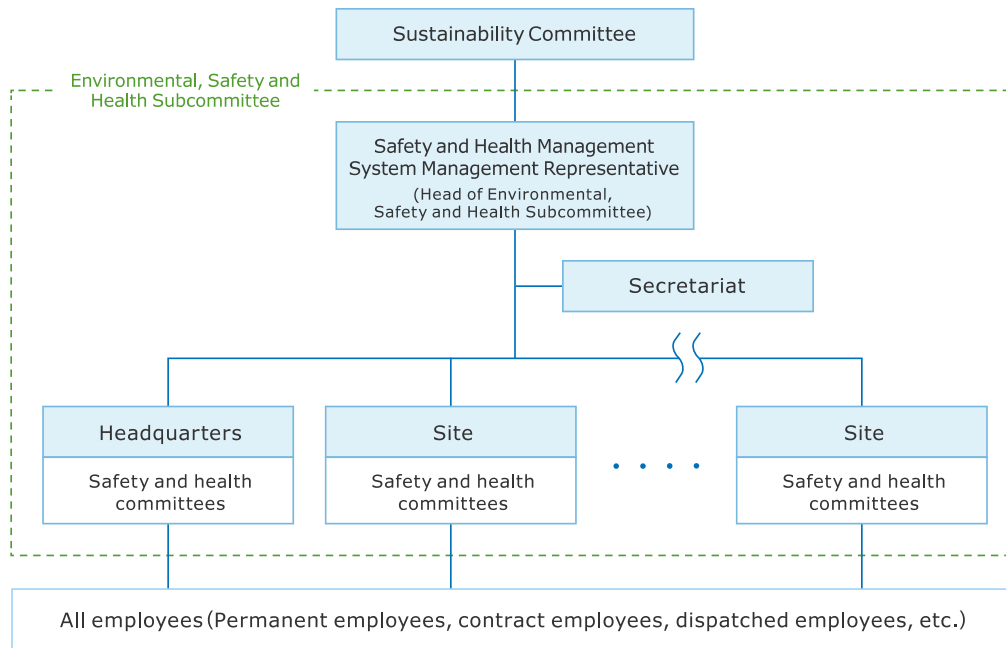 Sustainability Committee
Environmental, Safety and
Health Subcommittee
Safety and Health Management
System Management Representative
(Head of Environmental,
Safety and Health Subcommittee)
Secretariat
Headquarters
Safety and health
committees
Site
Safety and health
committees
Site
Safety and health
committees
All employees (Permanent employees, contract employees, dispatched employees, etc.)